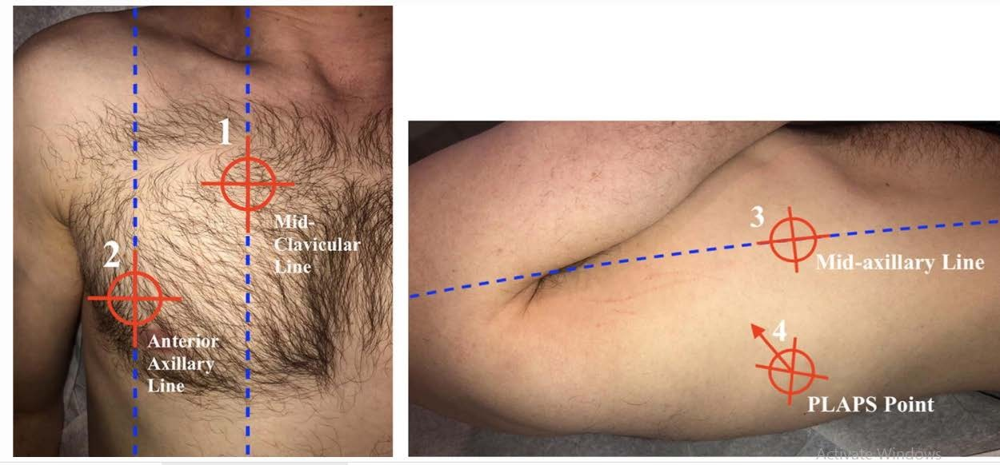 1
Mid-
Clavicular
Line
2
Anterior
Axillary
Line
3
Mid-axillary Line
4
PLAPS Point
Activate Windows